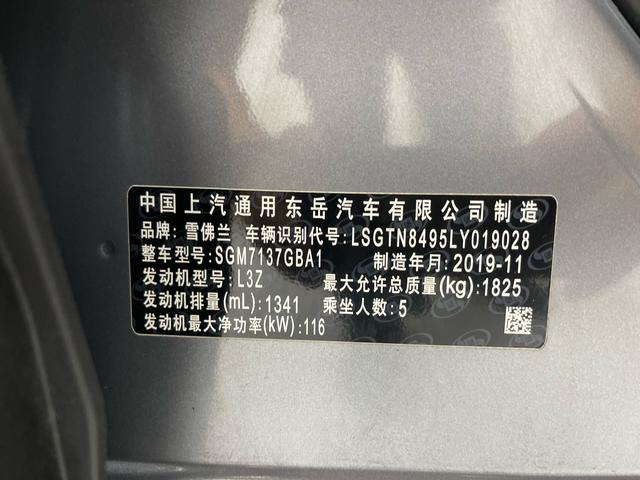 中国上汽通用东岳汽车有限公司制造
品牌: 雪佛兰 车辆识别代号: LSGTN8495LY019028
整车型号: SGM7137GBA1 制造年月: 2019-11
发动机型号: L3Z 最大允许总质量(kg): 1825
发动机排量(mL): 1341 乘坐人数: 5
发动机最大净功率(kW): 116